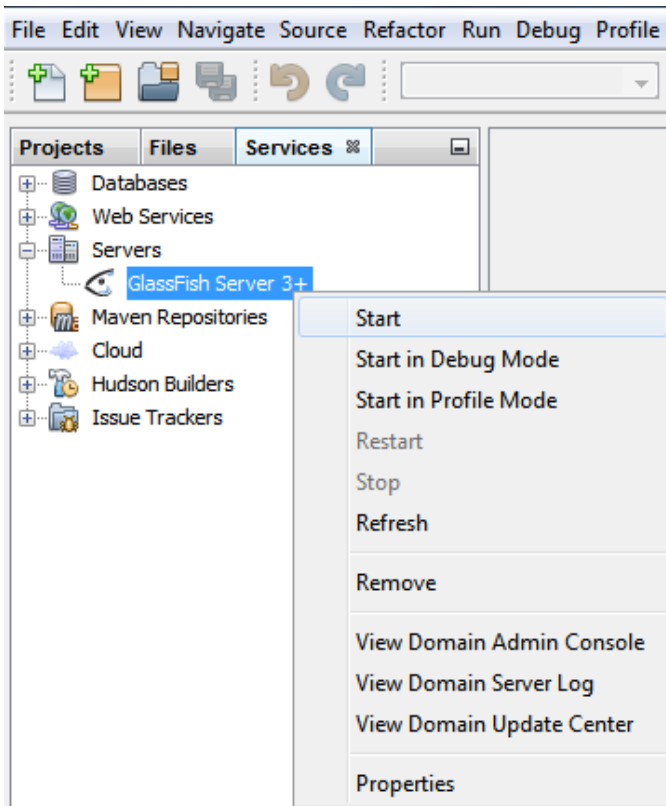 File Edit View Navigate Source Refactor Run Debug Profile
Projects Files Services
Databases
Web Services
Servers
GlassFish Server 3+
Maven Repositories
Cloud
Hudson Builders
Issue Trackers
Start
Start in Debug Mode
Start in Profile Mode
Restart
Stop
Refresh
Remove
View Domain Admin Console
View Domain Server Log
View Domain Update Center
Properties